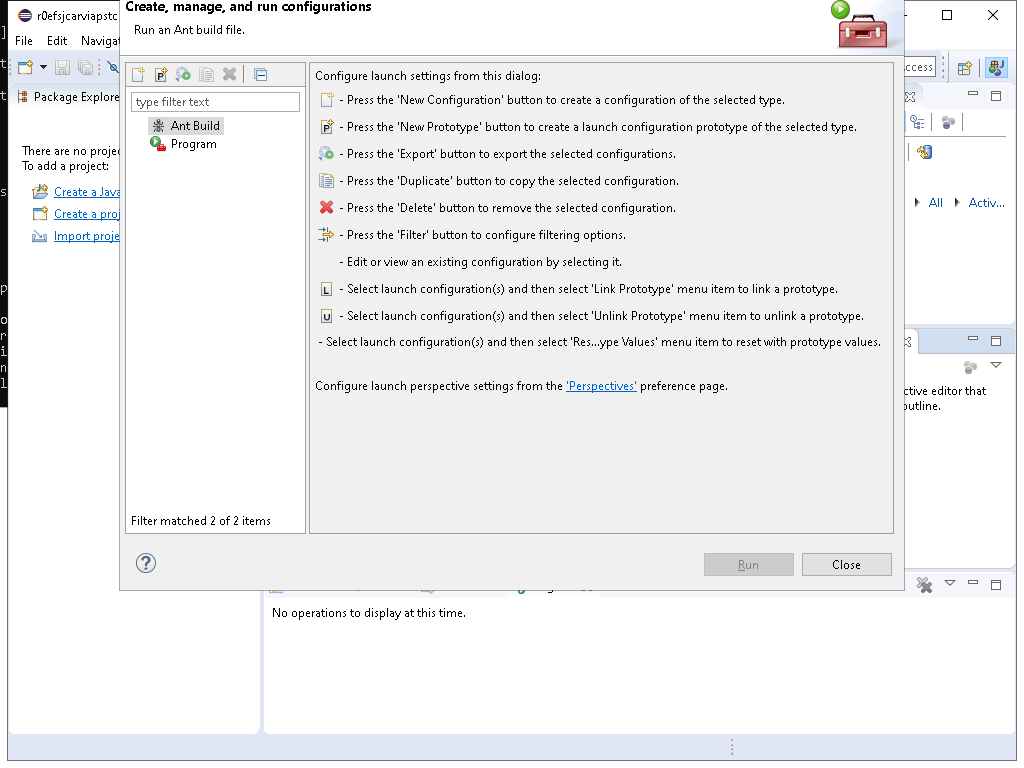 Create, manage, and run configurations
Run an Ant build file.
r0efsjcarviapstc
File Edit Navigat
type filter text
Ant Build
Program
Filter matched 2 of 2 items
Configure launch settings from this dialog:
- Press the 'New Configuration' button to create a configuration of the selected type.
- Press the 'New Prototype' button to create a launch configuration prototype of the selected type.
- Press the 'Export' button to export the selected configurations.
- Press the 'Duplicate' button to copy the selected configuration.
- Press the 'Delete' button to remove the selected configuration.
- Press the 'Filter' button to configure filtering options.
- Edit or view an existing configuration by selecting it.
- Select launch configuration(s) and then select 'Link Prototype' menu item to link a prototype.
- Select launch configuration(s) and then select 'Unlink Prototype' menu item to unlink a prototype.
- Select launch configuration(s) and then select 'Res...ype Values' menu item to reset with prototype values.
Configure launch perspective settings from the 'Perspectives' preference page.
Run
Close
Package Explore
There are no projec
To add a project:
Create a Java
Create a proj
Import proje
ccess
All Activ...
ctive editor that
outline.
No operations to display at this time.